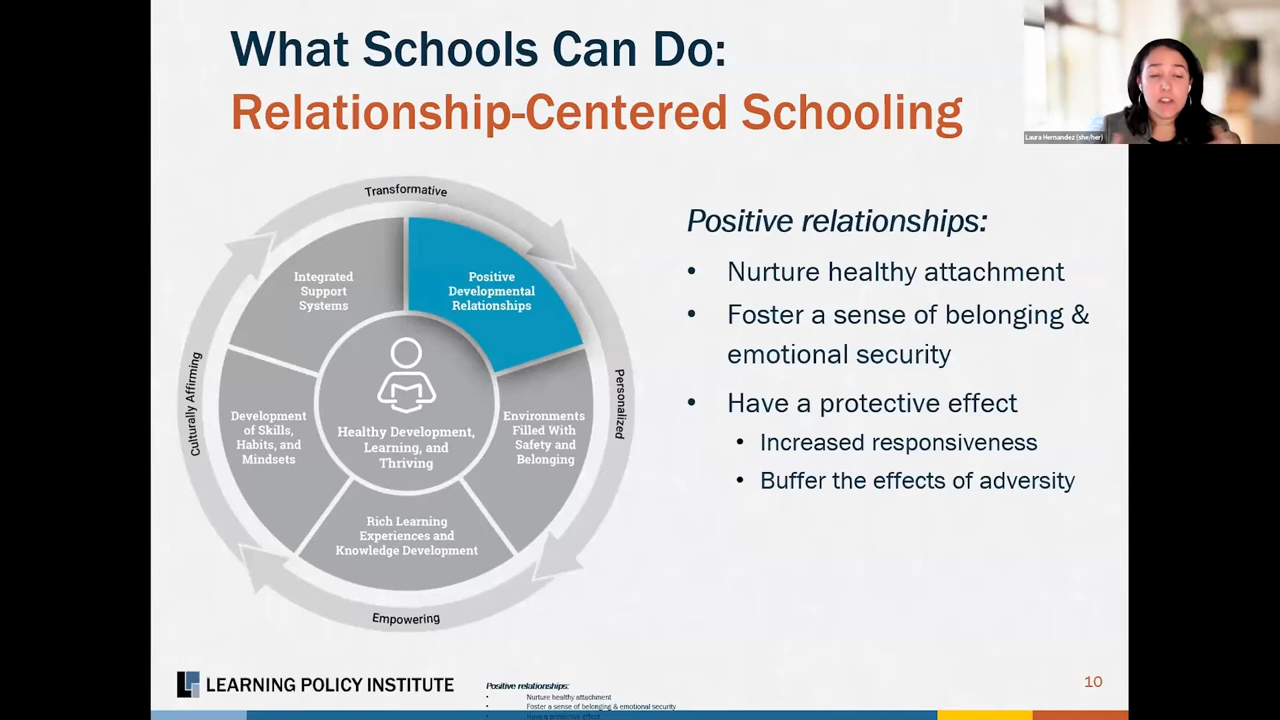 What Schools Can Do:
Relationship-Centered Schooling
Laura Hernandez (she/her)
Transformative
Personalized
Empowering
Culturally Affirming
Integrated
Support
Systems
Positive
Developmental
Relationships
Development
of Skills,
Habits, and
Mindsets
Healthy Development,
Learning, and
Thriving
Environments
Filled With
Safety and
Belonging
Rich Learning
Experiences and
Knowledge Development
Positive relationships:
• Nurture healthy attachment
• Foster a sense of belonging &
emotional security
• Have a protective effect
• Increased responsiveness
• Buffer the effects of adversity
LEARNING POLICY INSTITUTE
Positive relationships:
• Nurture healthy attachment
• Foster a sense of belonging & emotional security
• Have a protective effect
10